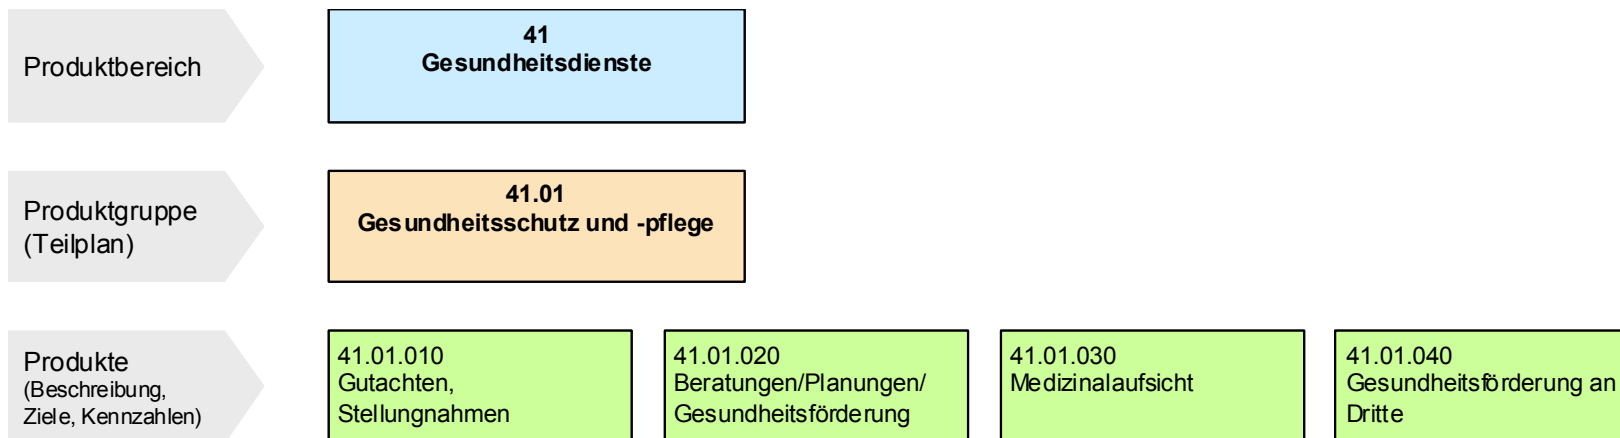 Produktbereich
41
Gesundheitsdienste
Produktgruppe
(Teilplan)
41.01
Gesundheitsschutz und -pflege
Produkte
(Beschreibung,
Ziele, Kennzahlen)
41.01.010
Gutachten,
Stellungnahmen
41.01.020
Beratungen/Planungen/
Gesundheitsförderung
41.01.030
Medizinalaufsicht
41.01.040
Gesundheitsförderung an
Dritte